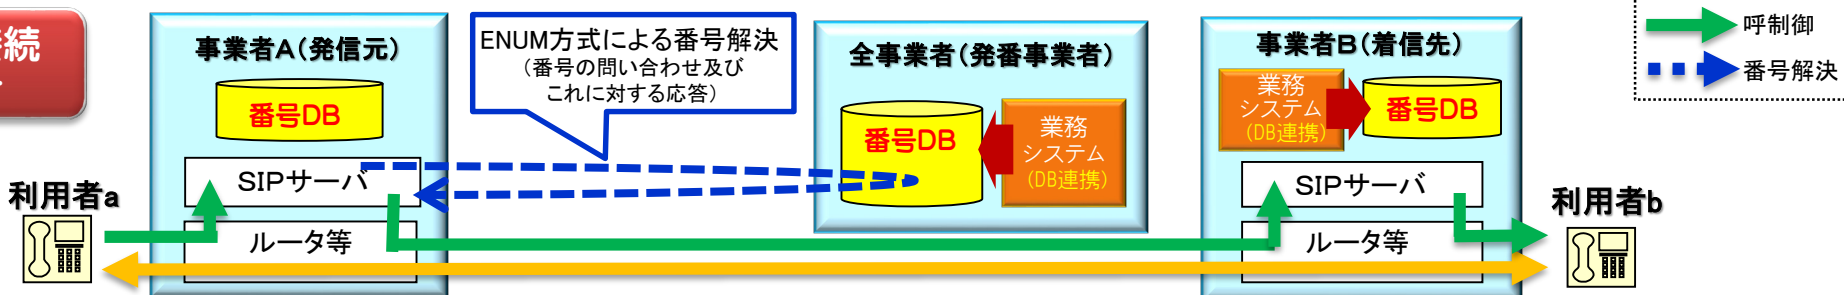 続
事業者A(発信元)
番号DB
SIPサーバ
ルータ等
利用者a
ENUM方式による番号解決
(番号の問い合わせ及び
これに対する応答)
全事業者(発番事業者)
番号DB
業務
システム
(DB連携)
事業者B(着信先)
業務
システム
(DB連携)
番号DB
SIPサーバ
ルータ等
利用者b
呼制御
番号解決